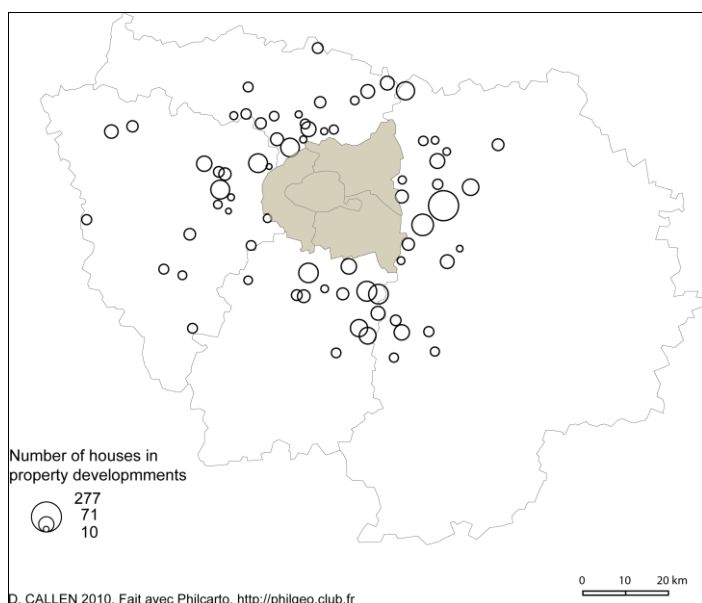 Number of houses in
property developmments
277
71
10
0 10 20 km
D. CALLEN 2010. Fait avec Philcarto. http://philgeo.club.fr